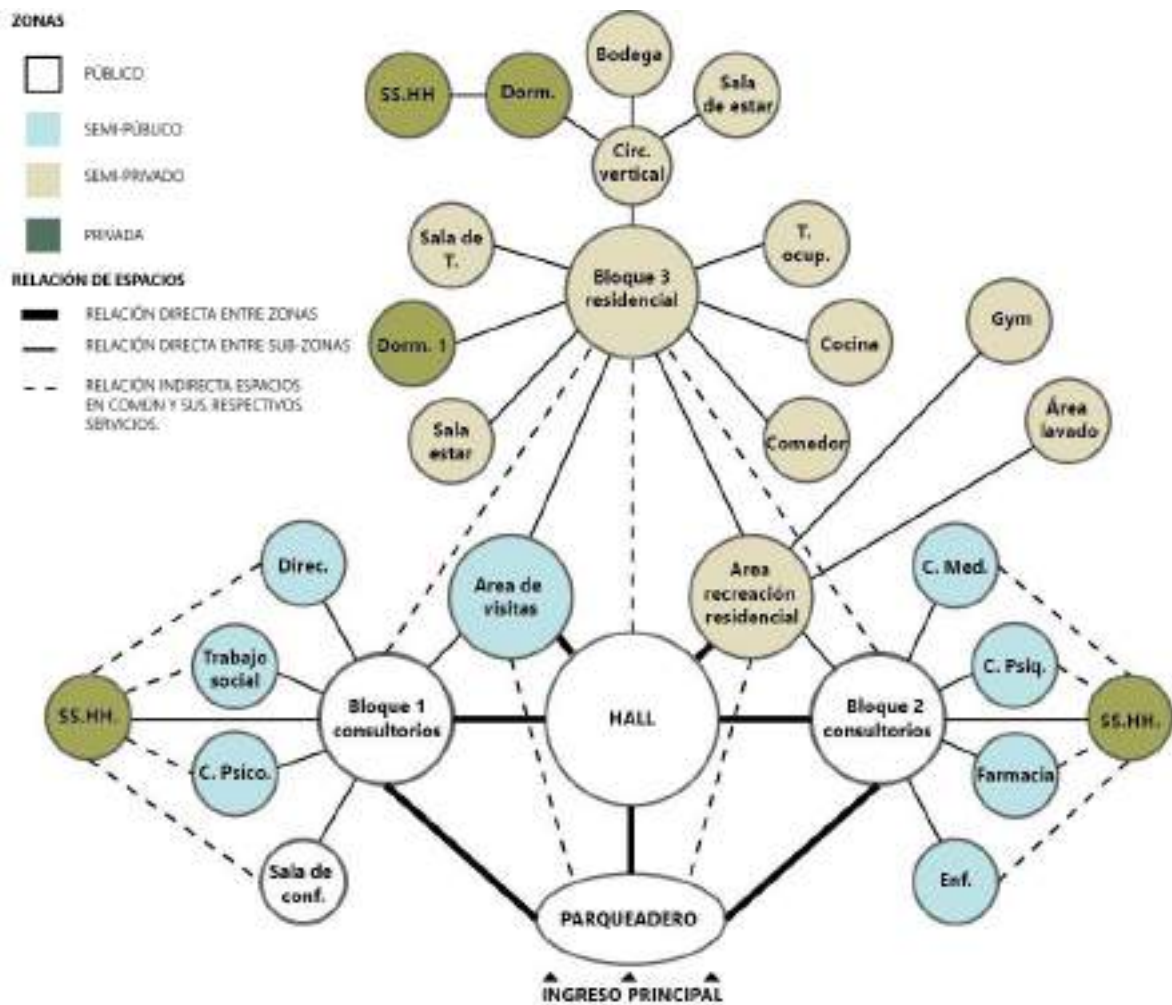 ZONAS
PÚBLICO
SEMI-PÚBLICO
SEMI-PRIVADO
PRIVADA
RELACIÓN DE ESPACIOS
RELACIÓN DIRECTA ENTRE ZONAS
RELACIÓN DIRECTA ENTRE SUB-ZONAS
RELACIÓN INDIRECTA ESPACIOS
EN COMÚN Y SUS RESPECTIVOS
SERVICIOS.
Bodega
SS.HH
Dorm.
Sala
de estar
Circ.
vertical
Sala de
T.
T.
ocup.
Bloque 3
residencial
Gym
Dorm. 1
Cocina
Sala
estar
Comedor
Área
lavado
Direc.
Area de
visitas
Area
recreación
residencial
C. Med.
Trabajo
social
C. Psiq.
SS.HH.
Bloque 1
consultorios
HALL
Bloque 2
consultorios
SS.HH.
C. Psico.
Farmacia
Sala de
conf.
Enf.
PARQUEADERO
INGRESO PRINCIPAL